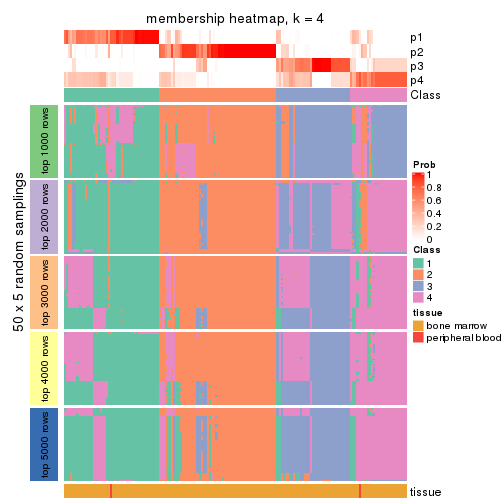 membership heatmap, k = 4
p1
p2
p3
p4
Class
50 x 5 random samplings
top 1000 rows
top 2000 rows
top 3000 rows
top 4000 rows
top 5000 rows
Prob
1
0.8
0.6
0.4
0.2
0
Class
1
2
3
4
tissue
bone marrow
peripheral blood
tissue